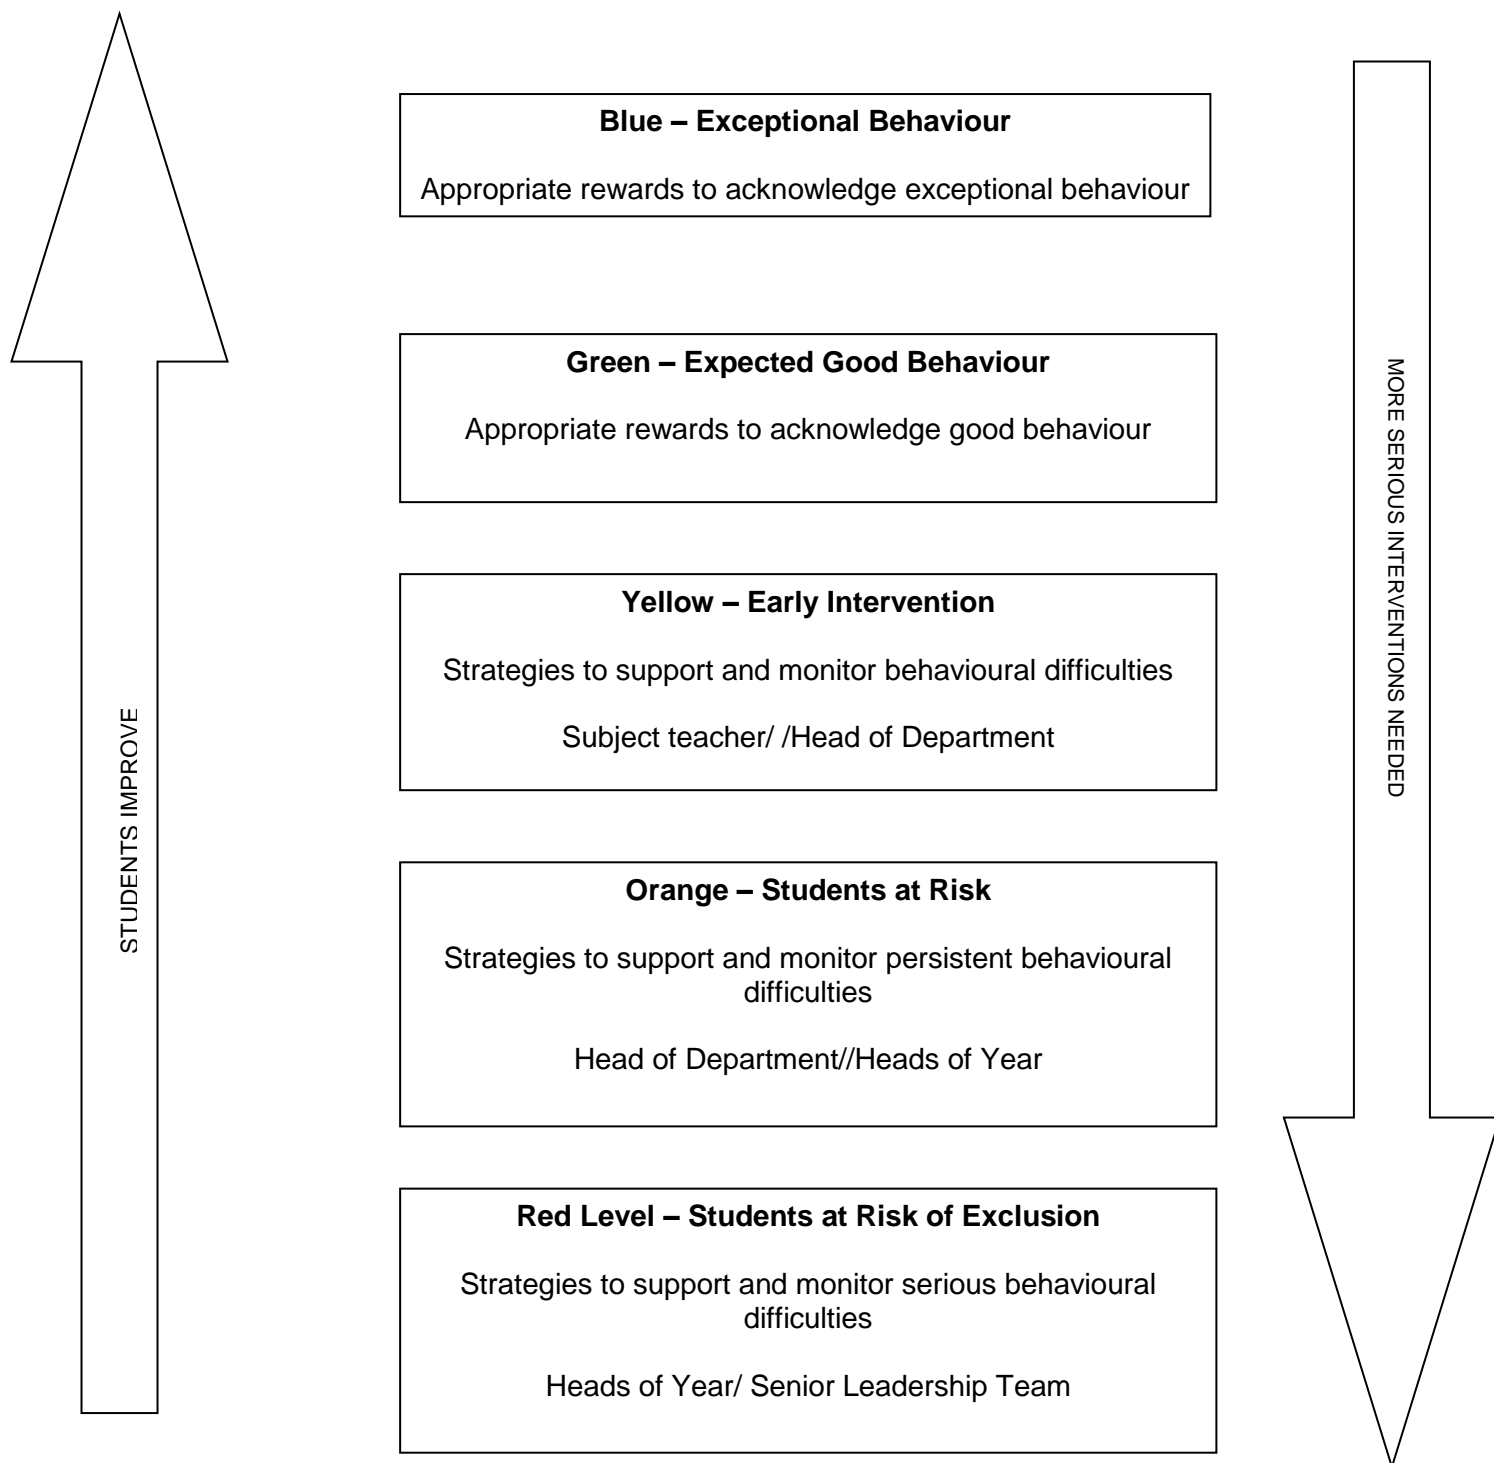 Blue – Exceptional Behaviour
Appropriate rewards to acknowledge exceptional behaviour
Green – Expected Good Behaviour
Appropriate rewards to acknowledge good behaviour
Yellow – Early Intervention
Strategies to support and monitor behavioural difficulties
Subject teacher/ /Head of Department
Orange – Students at Risk
Strategies to support and monitor persistent behavioural
difficulties
Head of Department//Heads of Year
Red Level – Students at Risk of Exclusion
Strategies to support and monitor serious behavioural
difficulties
Heads of Year/ Senior Leadership Team
STUDENTS IMPROVE
MORE SERIOUS INTERVENTIONS NEEDED